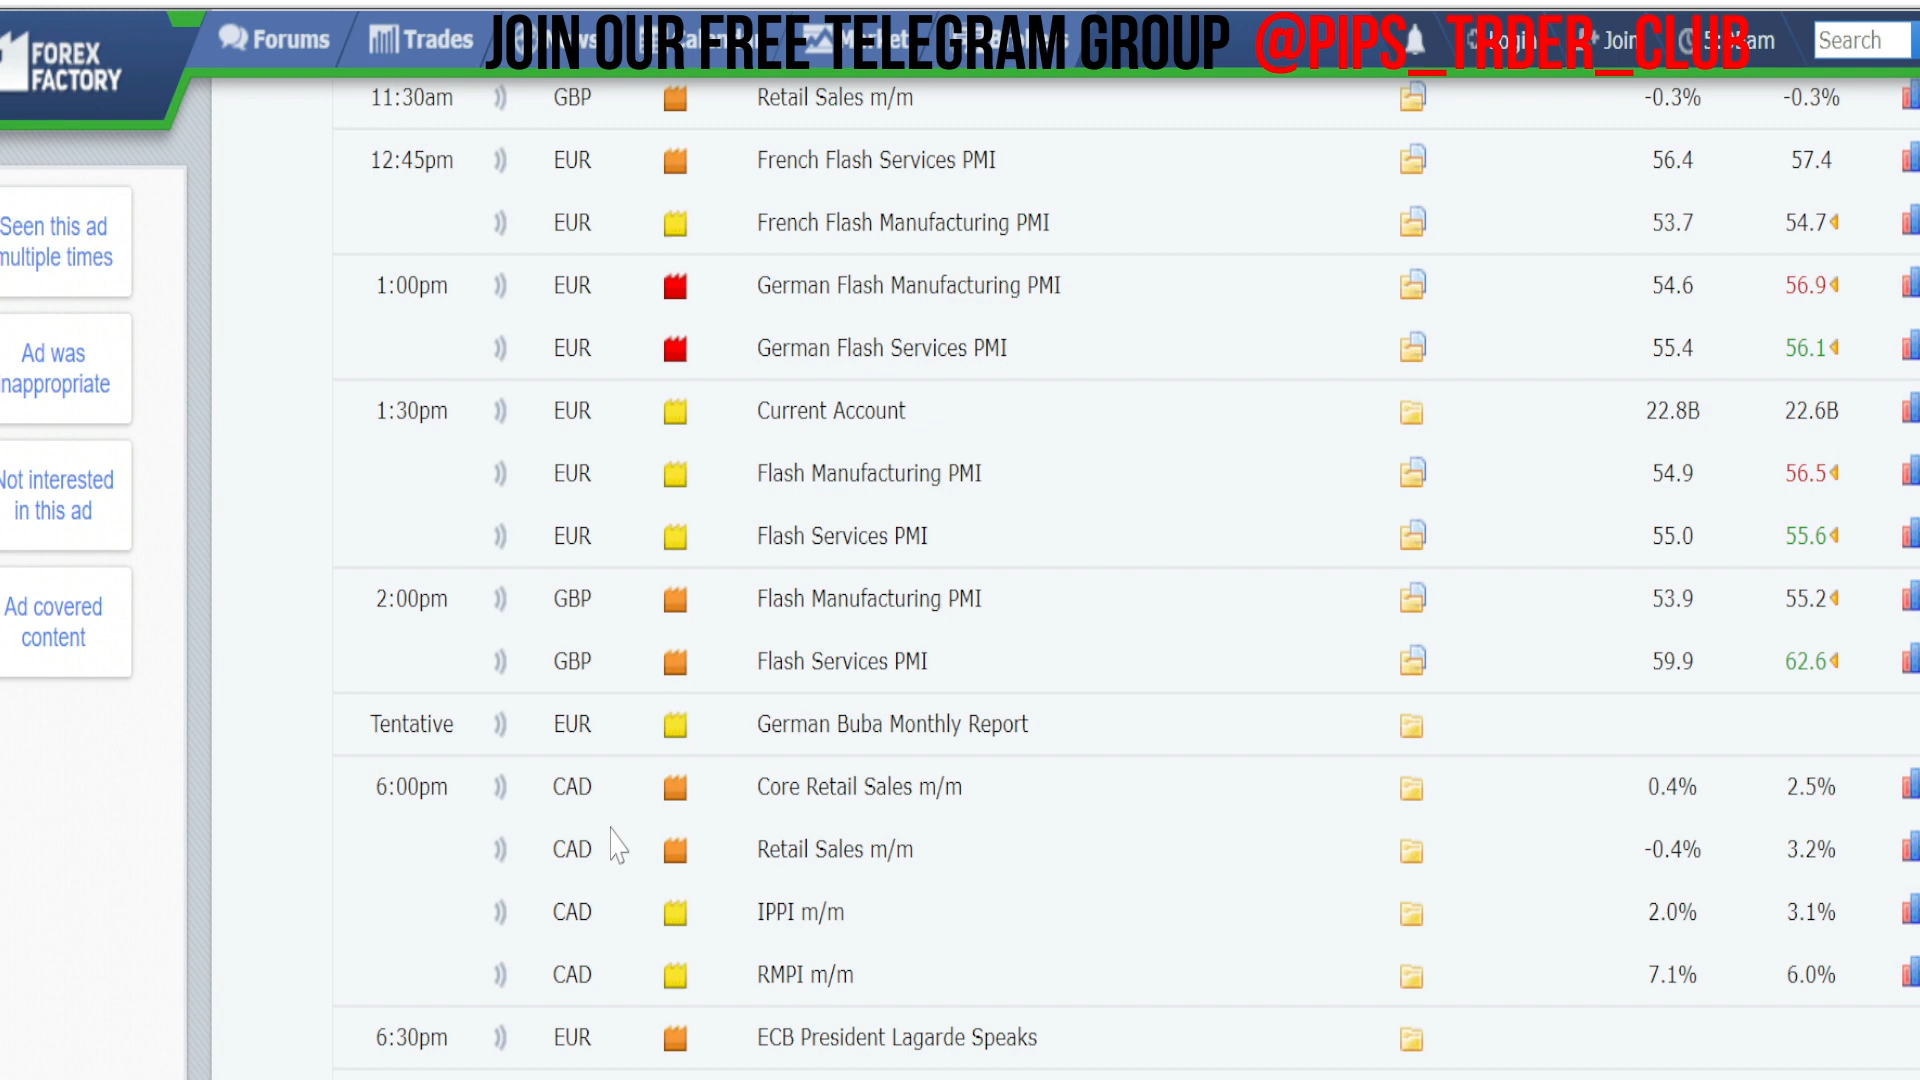 FOREX
FACTORY
Forums
Trades
JOIN OUR FREE TELEGRAM GROUP @PIPS_TRDER_CLUB
Join
Search
Seen this ad
multiple times
Ad was
inappropriate
Not interested
in this ad
Ad covered
content
11:30am GBP Retail Sales m/m -0.3% -0.3%
12:45pm EUR French Flash Services PMI 56.4 57.4
EUR French Flash Manufacturing PMI 53.7 54.7
1:00pm EUR German Flash Manufacturing PMI 54.6 56.9
EUR German Flash Services PMI 55.4 56.1
1:30pm EUR Current Account 22.8B 22.6B
EUR Flash Manufacturing PMI 54.9 56.5
EUR Flash Services PMI 55.0 55.6
2:00pm GBP Flash Manufacturing PMI 53.9 55.2
GBP Flash Services PMI 59.9 62.6
Tentative EUR German Buba Monthly Report
6:00pm CAD Core Retail Sales m/m 0.4% 2.5%
CAD Retail Sales m/m -0.4% 3.2%
CAD IPPI m/m 2.0% 3.1%
CAD RMPI m/m 7.1% 6.0%
6:30pm EUR ECB President Lagarde Speaks